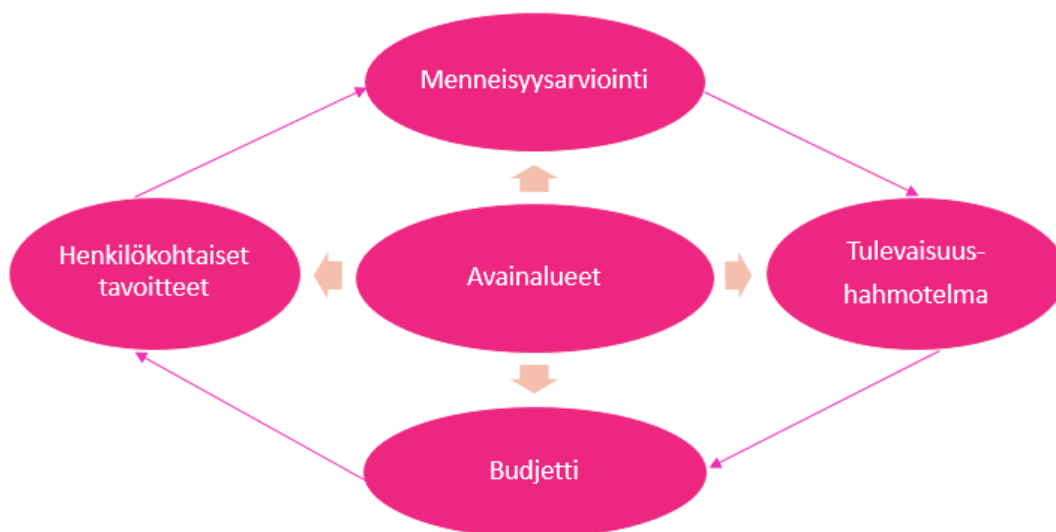 Menneisyysarviointi
Henkilökohtaiset
tavoitteet
Avainalueet
Tulevaisuus-
hahmotelma
Budjetti